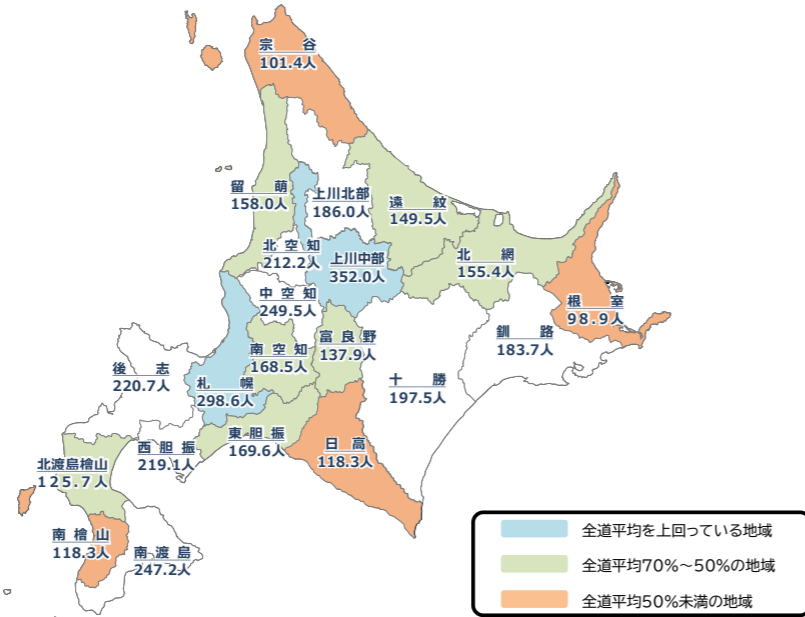 宗谷
101.4人
留萌
158.0人
上川北部
186.0人
遠紋
149.5人
北空知
212.2人
上川中部
352.0人
北網
155.4人
中空知
249.5人
根室
98.9人
釧路
183.7人
富良野
137.9人
南空知
168.5人
後志
220.7人
札幌
298.6人
十勝
197.5人
東胆振
169.6人
日高
118.3人
西胆振
219.1人
北渡島檜山
125.7人
南檜山
118.3人
南渡島
247.2人
全道平均を上回っている地域
全道平均70%~50%の地域
全道平均50%未満の地域